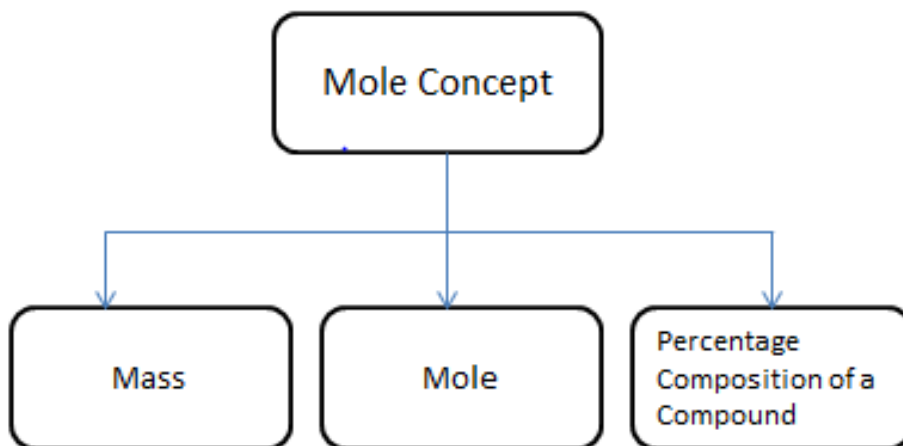 Mole Concept
Mass
Mole
Percentage
Composition of a
Compound